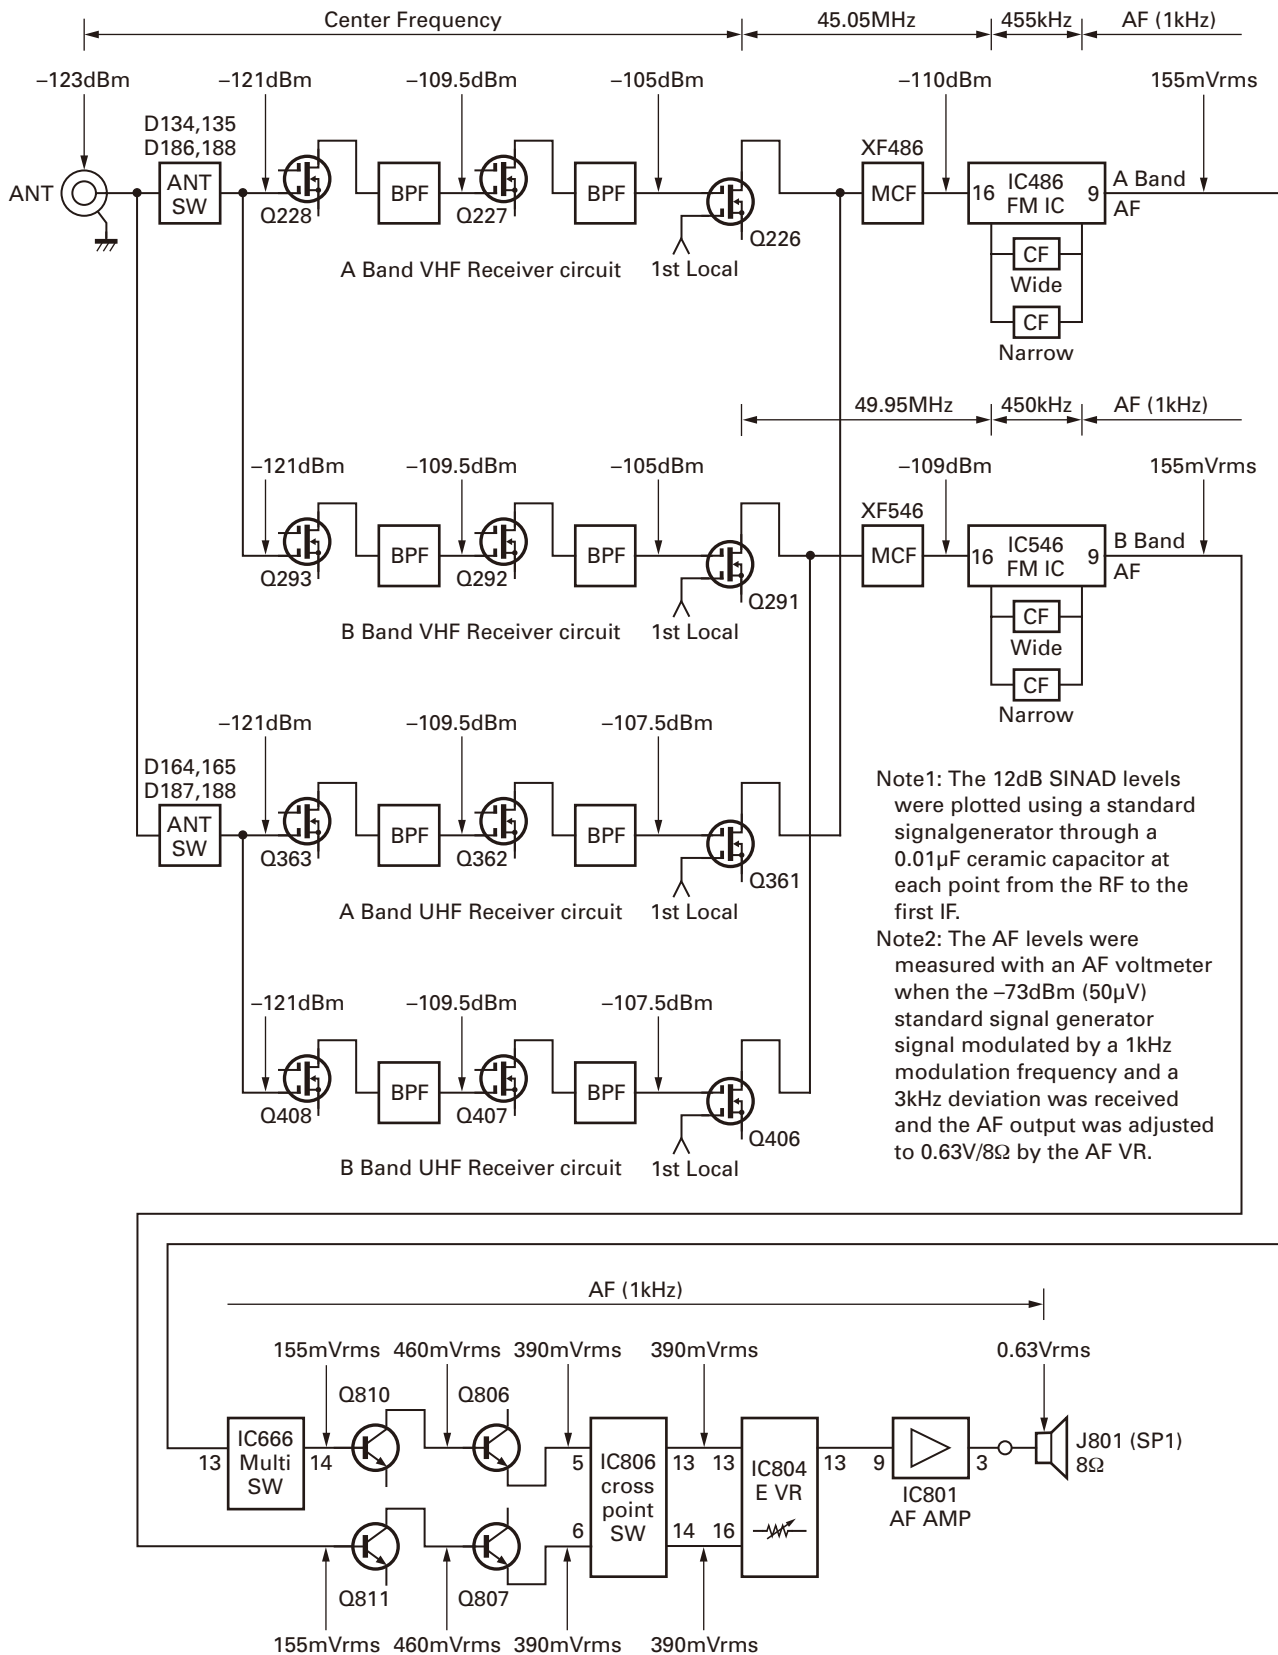 Center Frequency
45.05MHz
455kHz
AF (1kHz)
–123dBm
–121dBm
–109.5dBm
–105dBm
–110dBm
155mVrms
D134,135
D186,188
XF486
ANT
ANT
SW
BPF
BPF
MCF
16
IC486
FM IC
9
A Band
AF
Q228
Q227
Q226
A Band VHF Receiver circuit
1st Local
CF
Wide
CF
Narrow
49.95MHz
450kHz
AF (1kHz)
–121dBm
–109.5dBm
–105dBm
–109dBm
155mVrms
XF546
BPF
BPF
MCF
16
IC546
FM IC
9
B Band
AF
Q293
Q292
Q291
B Band VHF Receiver circuit
1st Local
CF
Wide
CF
Narrow
–121dBm
–109.5dBm
–107.5dBm
D164,165
D187,188
ANT
SW
BPF
BPF
Q363
Q362
Q361
A Band UHF Receiver circuit
1st Local
–121dBm
–109.5dBm
–107.5dBm
BPF
BPF
Q408
Q407
Q406
B Band UHF Receiver circuit
1st Local
Note1: The 12dB SINAD levels
were plotted using a standard
signalgenerator through a
0.01µF ceramic capacitor at
each point from the RF to the
first IF.
Note2: The AF levels were
measured with an AF voltmeter
when the –73dBm (50µV)
standard signal generator
signal modulated by a 1kHz
modulation frequency and a
3kHz deviation was received
and the AF output was adjusted
to 0.63V/8Ω by the AF VR.
AF (1kHz)
155mVrms
460mVrms
390mVrms
390mVrms
0.63Vrms
Q810
Q806
13
IC666
Multi
SW
14
5
6
IC806
cross
point
SW
13
14
13
16
IC804
E VR
13
9
3
IC801
AF AMP
J801 (SP1)
8Ω
Q811
Q807
155mVrms
460mVrms
390mVrms
390mVrms